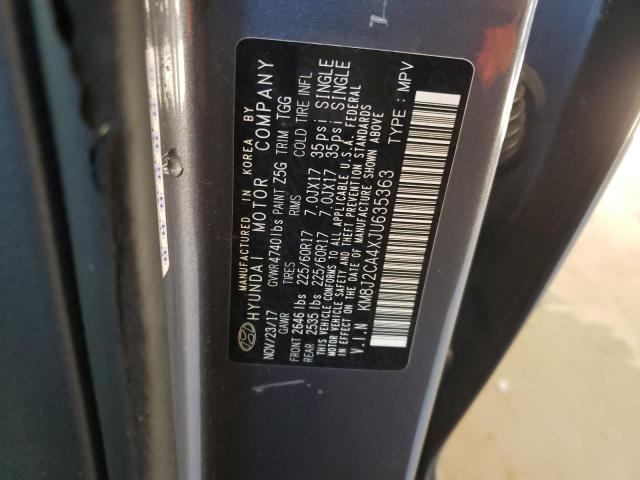 MANUFACTURED IN KOREA BY
HYUNDAI MOTOR COMPANY
NOV/23/17 GVWR4740lbs PAINT Z5G TRIM TGG
GAWR TIRES RIMS COLD TIRE INFL
FRONT 2646 lbs 225/60R17 7.0JX17 35psi SINGLE
REAR 2535 lbs 225/60R17 7.0JX17 35psi SINGLE
THIS VEHICLE CONFORMS TO ALL APPLICABLE U.S.A. FEDERAL
MOTOR VEHICLE SAFETY BUMPER AND THEFT PREVENTION STANDARDS
IN EFFECT ON THE DATE OF MANUFACTURE SHOWN ABOVE
V.I.N KM8J2CA4XJU635363 TYPE : MPV